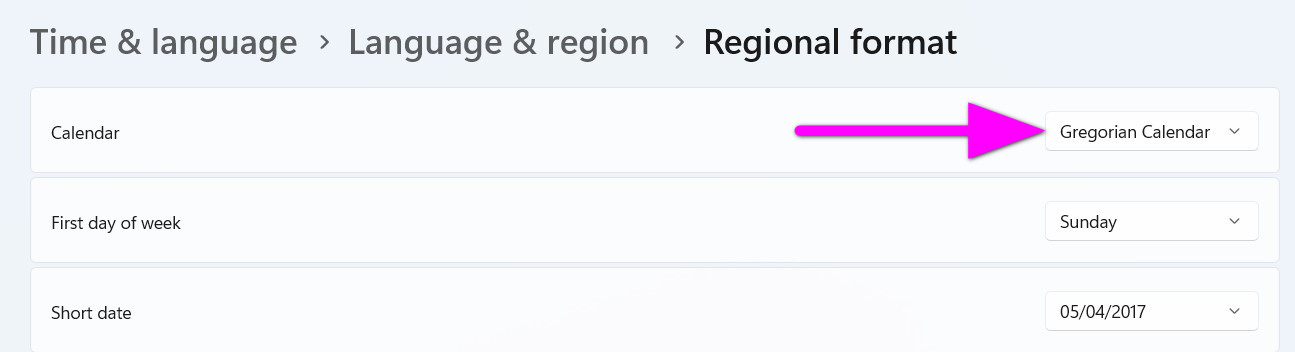 Time & language > Language & region > Regional format
Calendar
Gregorian Calendar
First day of week
Sunday
Short date
05/04/2017